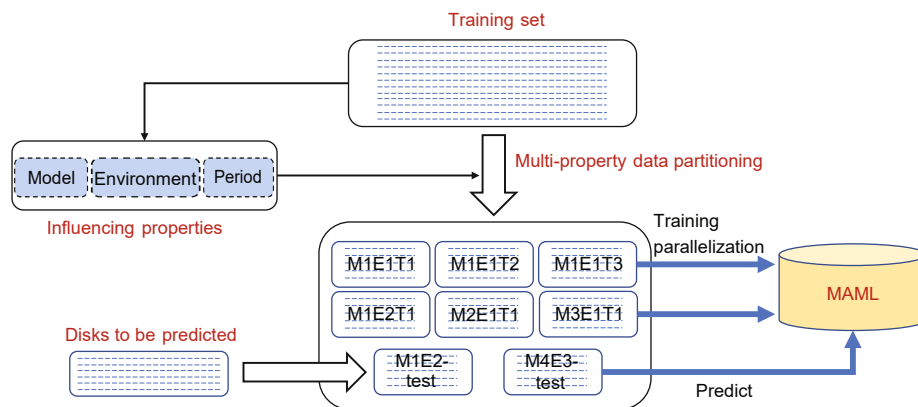 Training set
Multi-property data partitioning
Model
Environment
Period
Influencing properties
M1E1T1
M1E1T2
M1E1T3
M1E2T1
M2E1T1
M3E1T1
Training
parallelization
MAML
Disks to be predicted
M1E2-
test
M4E3-
test
Predict